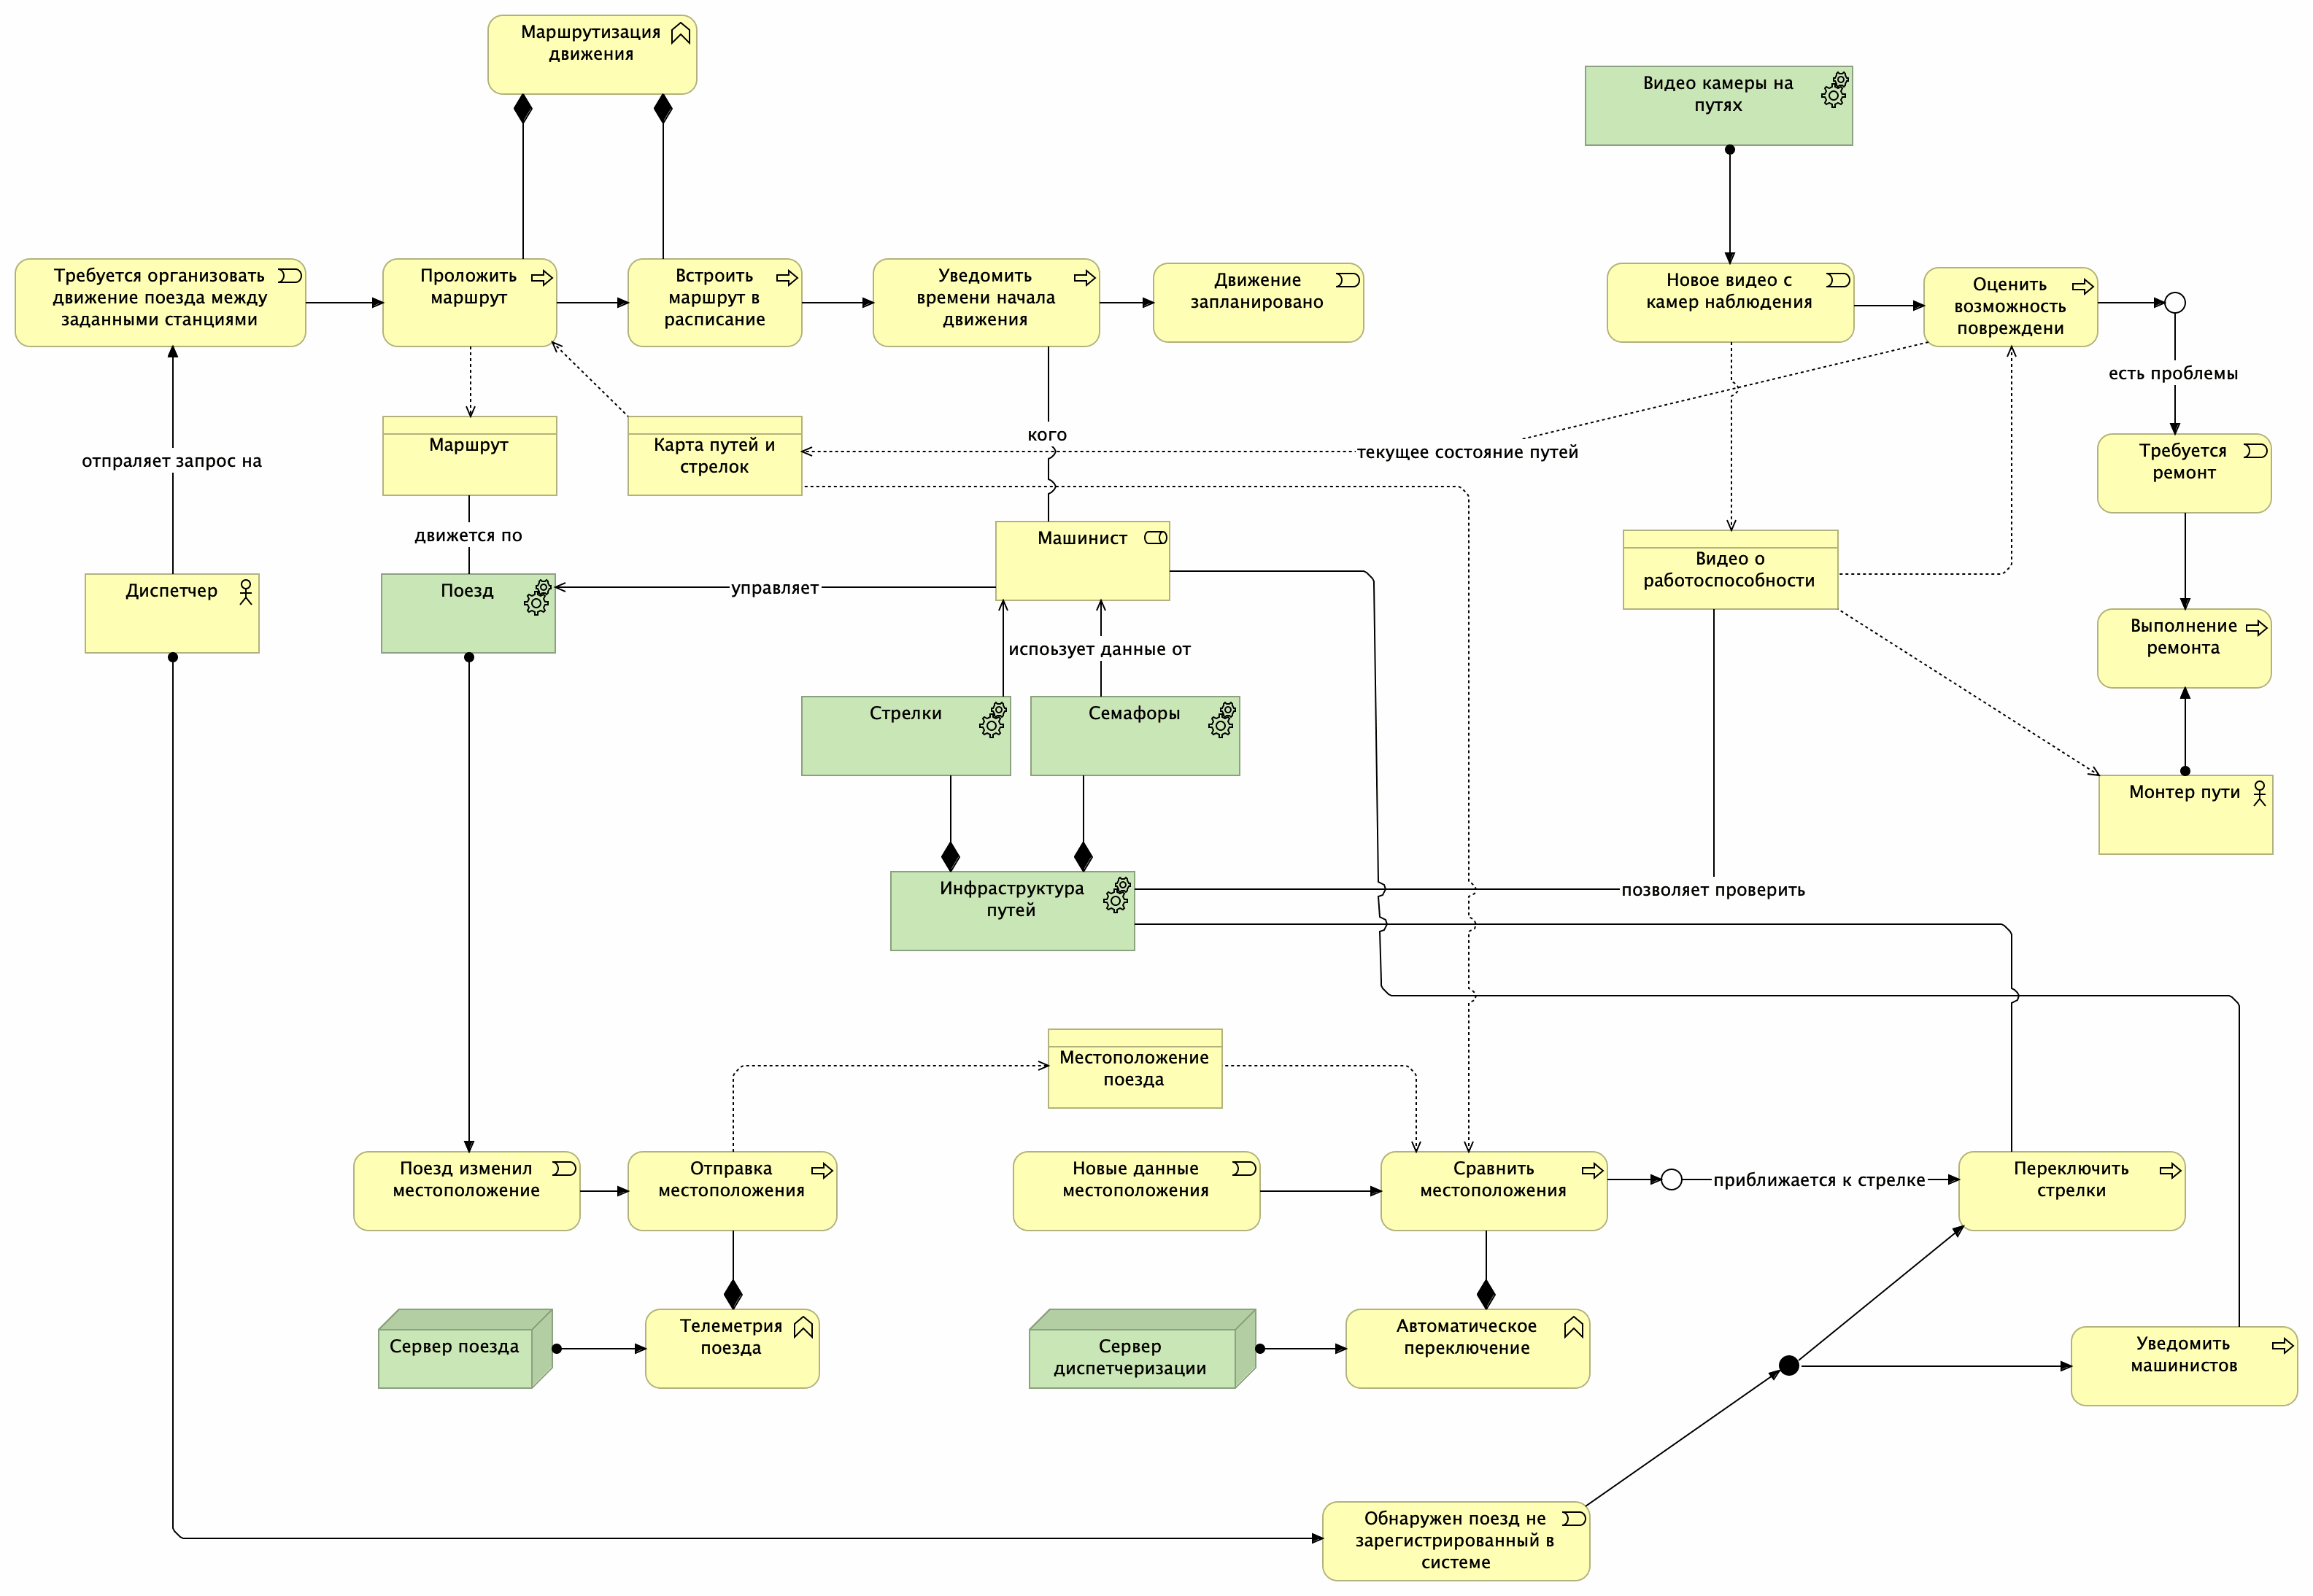 Маршрутизация
движения
Видео камеры на
путях
Требуется организовать
движение поезда между
заданными станциями
Проложить
маршрут
Встроить
маршрут в
расписание
Уведомить
времени начала
движения
Движение
запланировано
Новое видео с
камер наблюдения
Оценить
возможность
повреждени
есть проблемы
отпраляет запрос на
Маршрут
Карта путей и
стрелок
кого
текущее состояние путей
Требуется
ремонт
движется по
Машинист
Видео о
работоспособности
Диспетчер
Поезд
управляет
Выполнение
ремонта
испоьзует данные от
Стрелки
Семафоры
Монтер пути
Инфраструктура
путей
позволяет проверить
Местоположение
поезда
Поезд изменил
местоположение
Отправка
местоположения
Новые данные
местоположения
Сравнить
местоположения
приближается к стрелке
Переключить
стрелки
Сервер поезда
Телеметрия
поезда
Сервер
диспетчеризации
Автоматическое
переключение
Уведомить
машинистов
Обнаружен поезд не
зарегистрированный в
системе